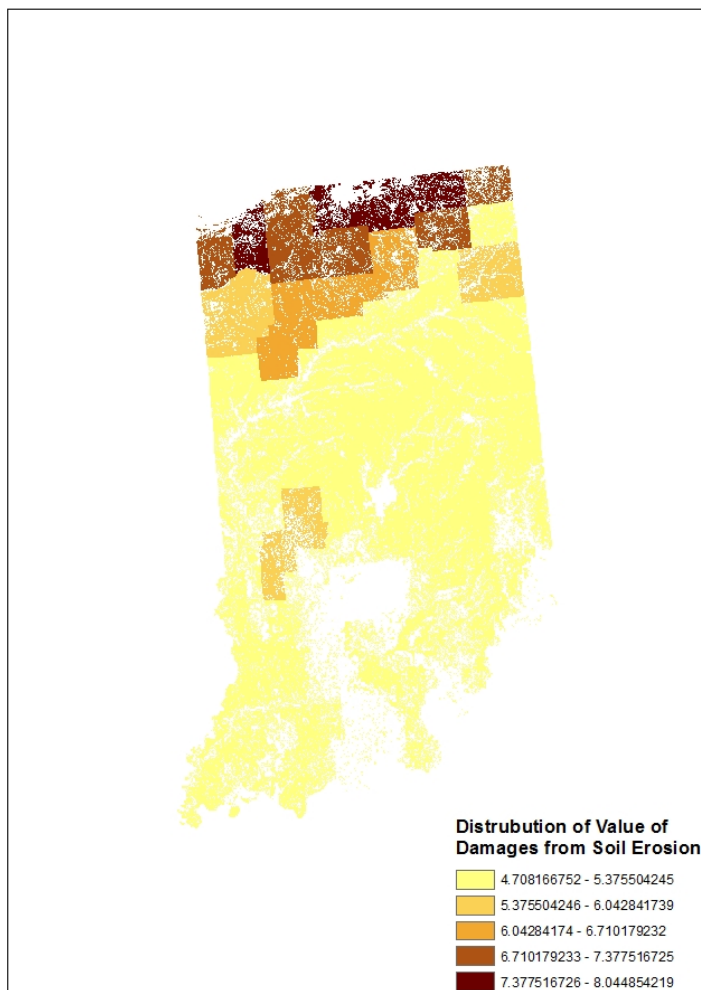 Distrubution of Value of
Damages from Soil Erosion
4.708166752 - 5.375504245
5.375504246 - 6.042841739
6.04284174 - 6.710179232
6.710179233 - 7.377516725
7.377516726 - 8.044854219